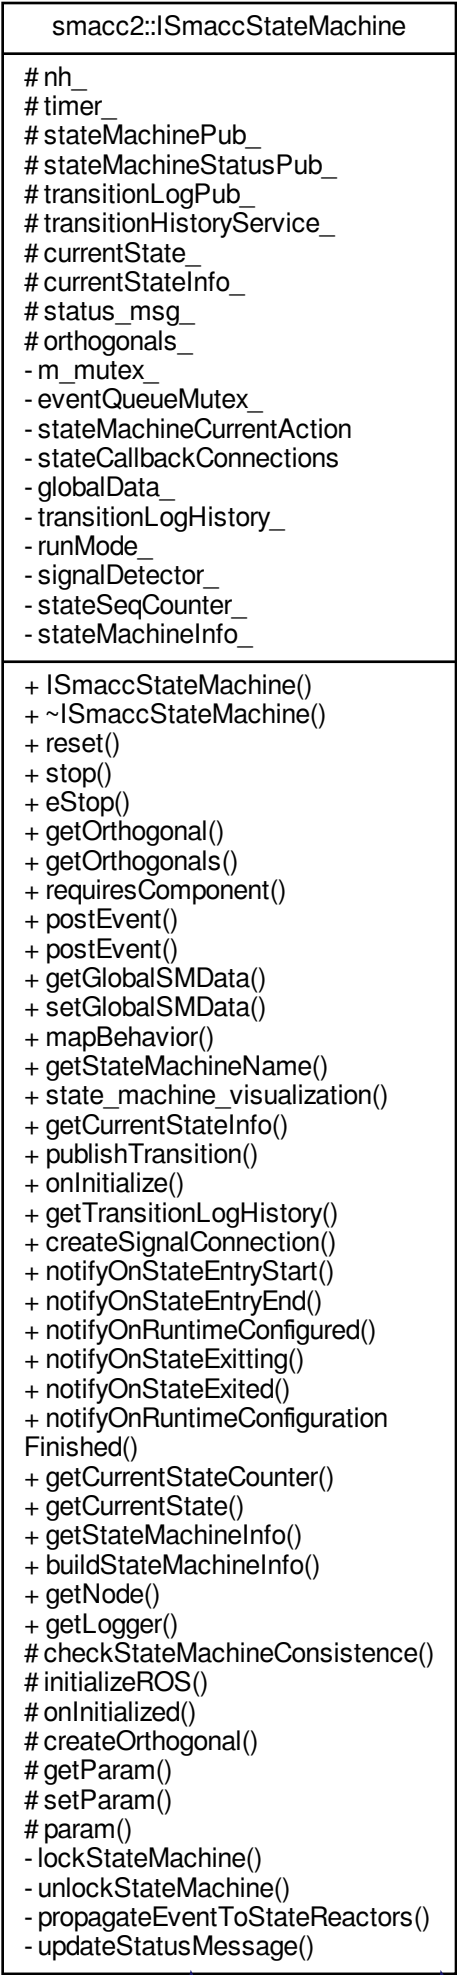 smacc2::ISmaccStateMachine
# nh_
# timer_
# stateMachinePub_
# stateMachineStatusPub_
# transitionLogPub_
# transitionHistoryService_
# currentState_
# currentStateInfo_
# status_msg_
# orthogonals_
- m_mutex_
- eventQueueMutex_
- stateMachineCurrentAction
- stateCallbackConnections
- globalData_
- transitionLogHistory_
- runMode_
- signalDetector_
- stateSeqCounter_
- stateMachineInfo_
+ ISmaccStateMachine()
+ ~ISmaccStateMachine()
+ reset()
+ stop()
+ eStop()
+ getOrthogonal()
+ getOrthogonals()
+ requiresComponent()
+ postEvent()
+ postEvent()
+ getGlobalSMData()
+ setGlobalSMData()
+ mapBehavior()
+ getStateMachineName()
+ state_machine_visualization()
+ getCurrentStateInfo()
+ publishTransition()
+ onInitialize()
+ getTransitionLogHistory()
+ createSignalConnection()
+ notifyOnStateEntryStart()
+ notifyOnStateEntryEnd()
+ notifyOnRuntimeConfigured()
+ notifyOnStateExitting()
+ notifyOnStateExited()
+ notifyOnRuntimeConfiguration
Finished()
+ getCurrentStateCounter()
+ getCurrentState()
+ getStateMachineInfo()
+ buildStateMachineInfo()
+ getNode()
+ getLogger()
# checkStateMachineConsistence()
# initializeROS()
# onInitialized()
# createOrthogonal()
# getParam()
# setParam()
# param()
- lockStateMachine()
- unlockStateMachine()
- propagateEventToStateReactors()
- updateStatusMessage()